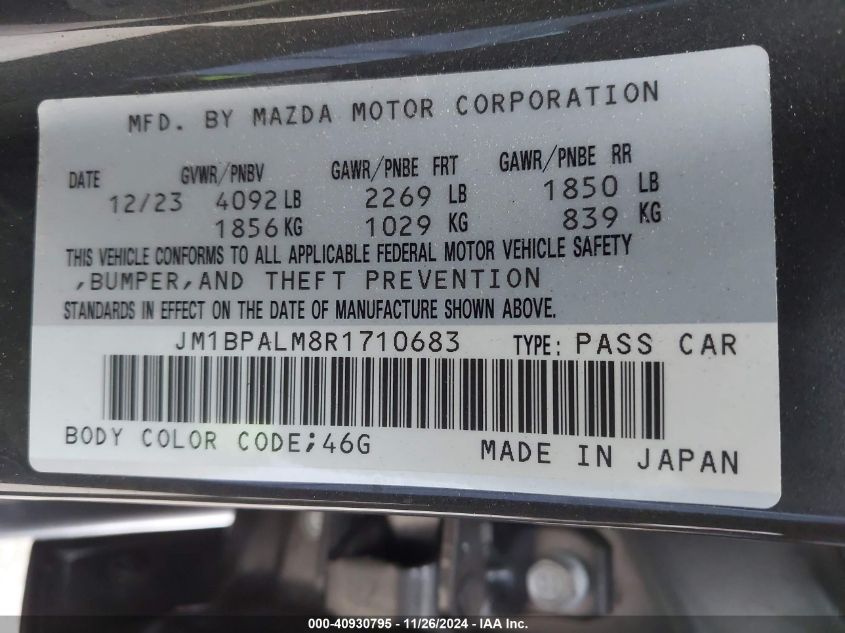 MFD. BY MAZDA MOTOR CORPORATION
DATE GVWR/PNBV GAWR/PNBE FRT GAWR/PNBE RR
12/23 4092 LB 2269 LB 1850 LB
1856 KG 1029 KG 839 KG
THIS VEHICLE CONFORMS TO ALL APPLICABLE FEDERAL MOTOR VEHICLE SAFETY
,BUMPER,AND THEFT PREVENTION
STANDARDS IN EFFECT ON THE DATE OF MANUFACTURE SHOWN ABOVE.
JM1BPALM8R1710683 TYPE: PASS CAR
BODY COLOR CODE;46G MADE IN JAPAN
000-40930795 - 11/26/2024 - IAA Inc.